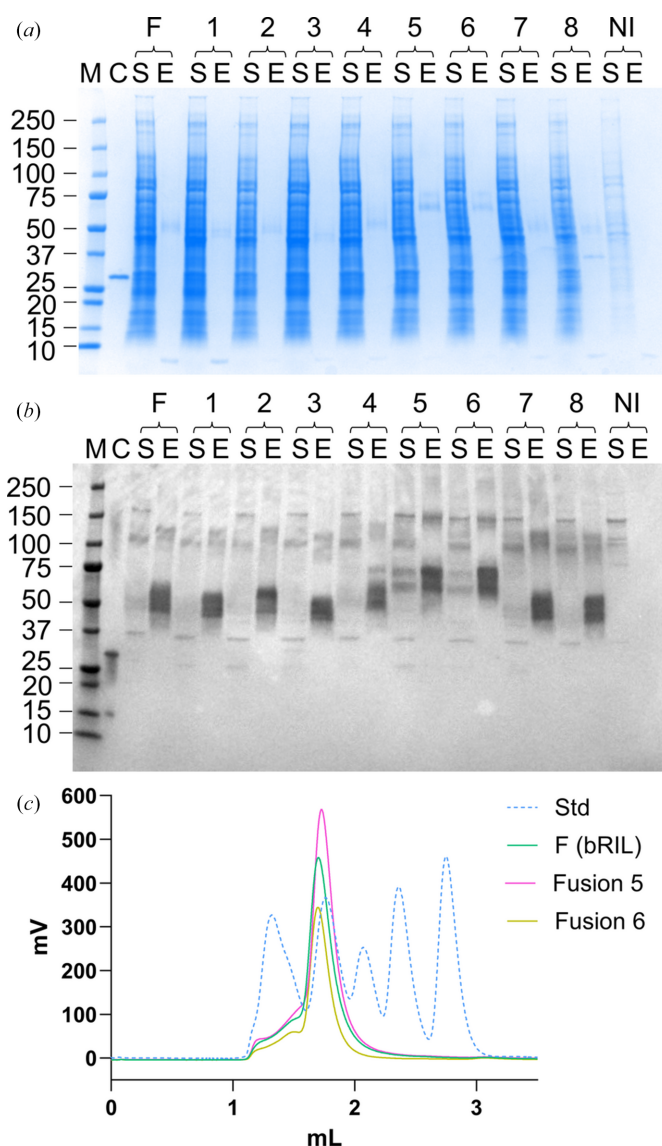 (a)
F 1 2 3 4 5 6 7 8 NI
M C S E S E S E S E S E S E S E S E S E S E
250
150
100
75
50
37
25
20
15
10
(b)
F 1 2 3 4 5 6 7 8 NI
M C S E S E S E S E S E S E S E S E S E S E
250
150
100
75
50
37
25
20
15
10
(c)
600
500
400
300
200
100
0
mV
0 1 2 3
mL
Std
F (bRIL)
Fusion 5
Fusion 6